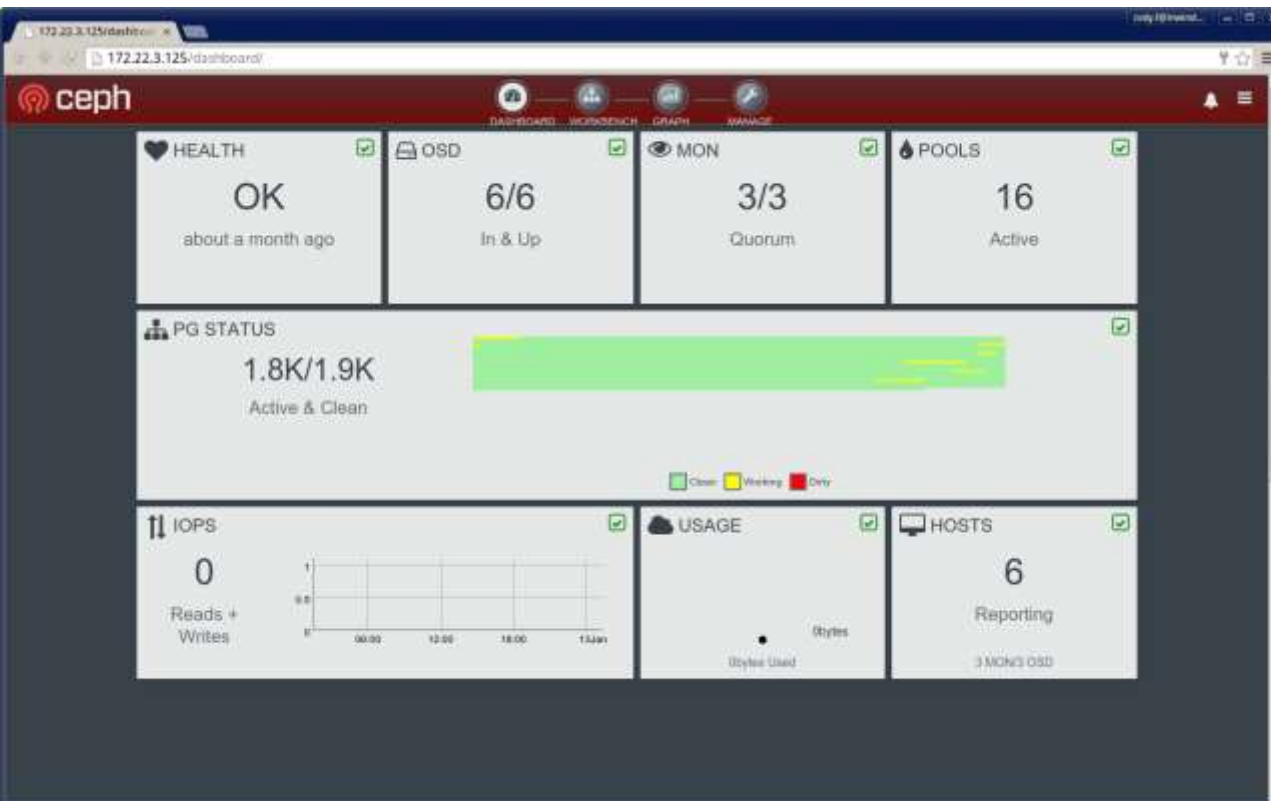 172.22.3.125/dashboard/
ceph
DASHBOARD WORKBENCH GRAPH MANAGE
HEALTH
OK
about a month ago
OSD
6/6
In & Up
MON
3/3
Quorum
POOLS
16
Active
PG STATUS
1.8K/1.9K
Active & Clean
Clean Working Dirty
IOPS
0
Reads +
Writes
1
0.5
0
06:00 12:00 18:00 13Jan
USAGE
0bytes
0bytes Used
HOSTS
6
Reporting
3 MON/3 OSD